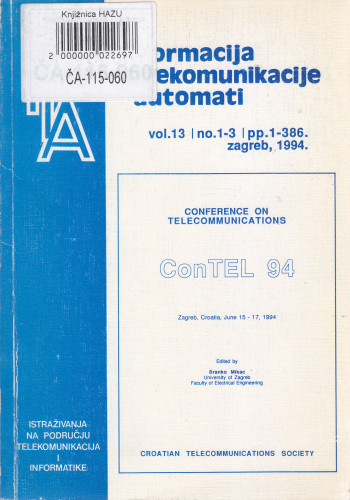 Knjižnica HAZU
2 000000 022697
ČA-115-060
formacija
lekomunikacije
automati
vol.13 | no.1-3 | pp.1-386.
zagreb, 1994.
CONFERENCE ON
TELECOMMUNICATIONS
ConTEL 94
Zagreb, Croatia, June 15 - 17, 1994
Edited by
Branko Mikac
University of Zagreb
Faculty of Electrical Engineering
CROATIAN TELECOMMUNICATIONS SOCIETY
ISTRAŽIVANJA
NA PODRUČJU
TELEKOMUNIKACIJA
I
INFORMATIKE